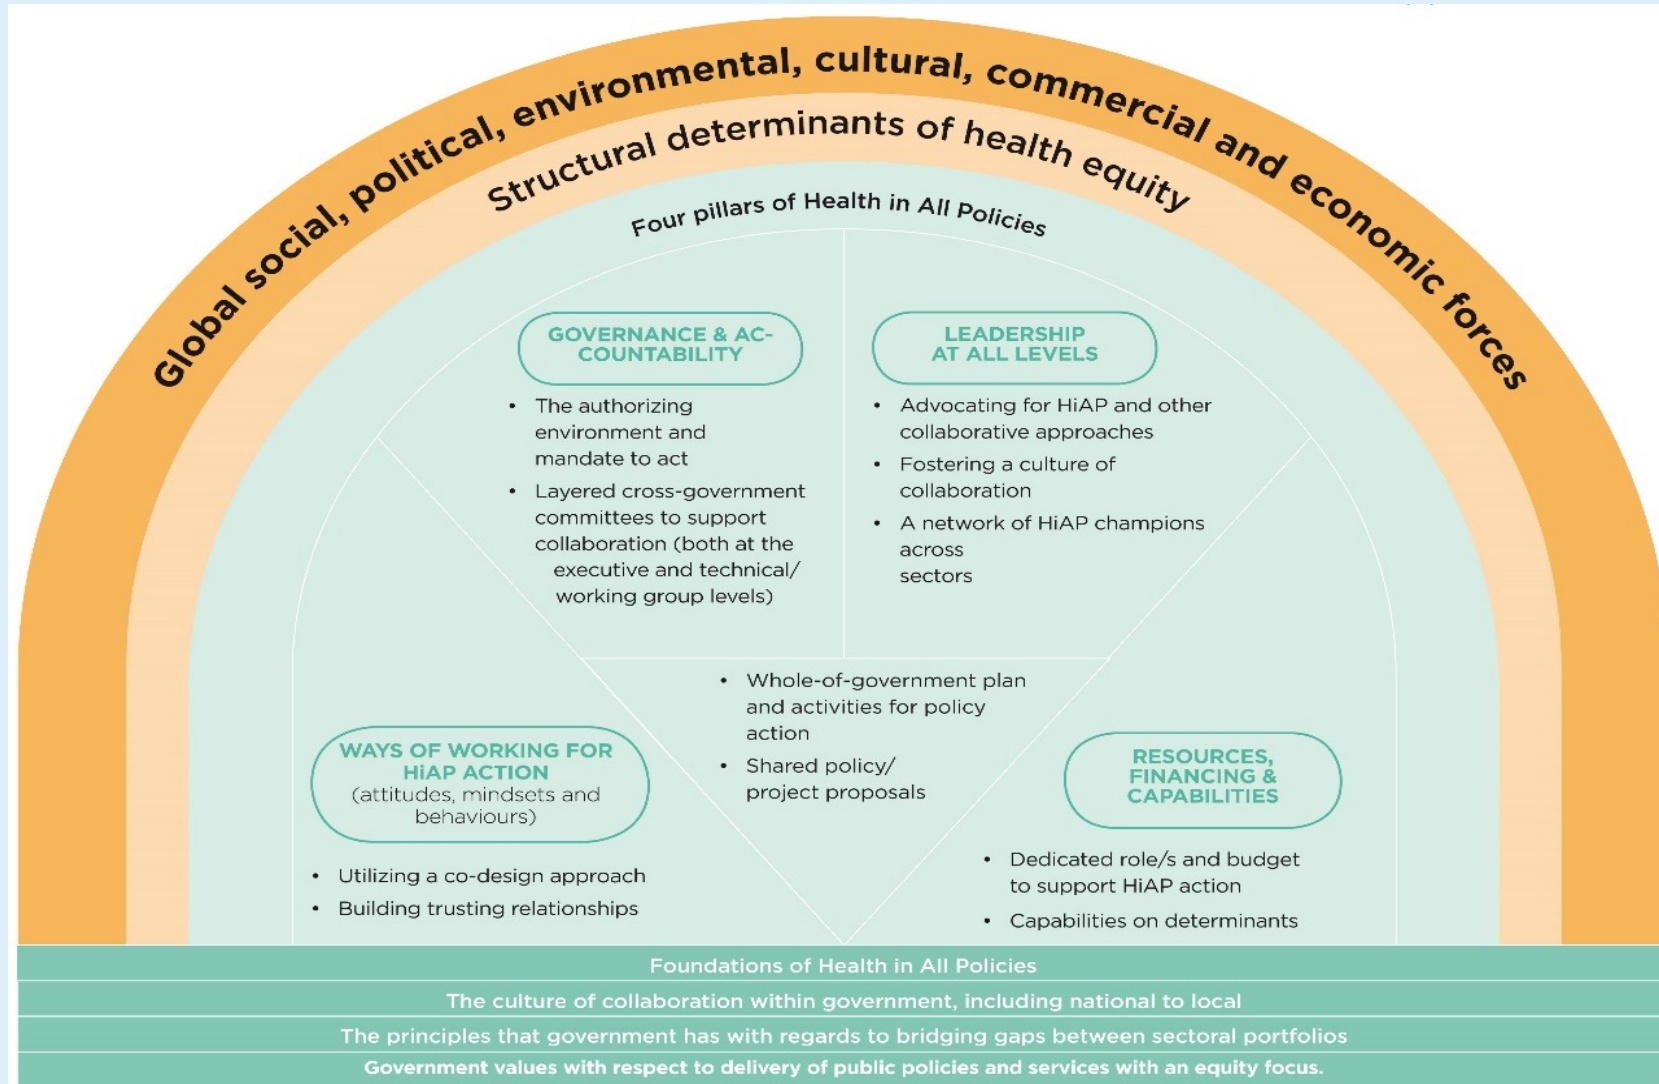 Global social, political, environmental, cultural, commercial and economic forces
Structural determinants of health equity
Four pillars of Health in All Policies
GOVERNANCE & AC-
COUNTABILITY
• The authorizing
environment and
mandate to act
• Layered cross-government
committees to support
collaboration (both at the
executive and technical/
working group levels)
LEADERSHIP
AT ALL LEVELS
• Advocating for HiAP and other
collaborative approaches
• Fostering a culture of
collaboration
• A network of HiAP champions
across
sectors
WAYS OF WORKING FOR
HiAP ACTION
(attitudes, mindsets and
behaviours)
• Utilizing a co-design approach
• Building trusting relationships
• Whole-of-government plan
and activities for policy
action
• Shared policy/
project proposals
RESOURCES,
FINANCING &
CAPABILITIES
• Dedicated role/s and budget
to support HiAP action
• Capabilities on determinants
Foundations of Health in All Policies
The culture of collaboration within government, including national to local
The principles that government has with regards to bridging gaps between sectoral portfolios
Government values with respect to delivery of public policies and services with an equity focus.